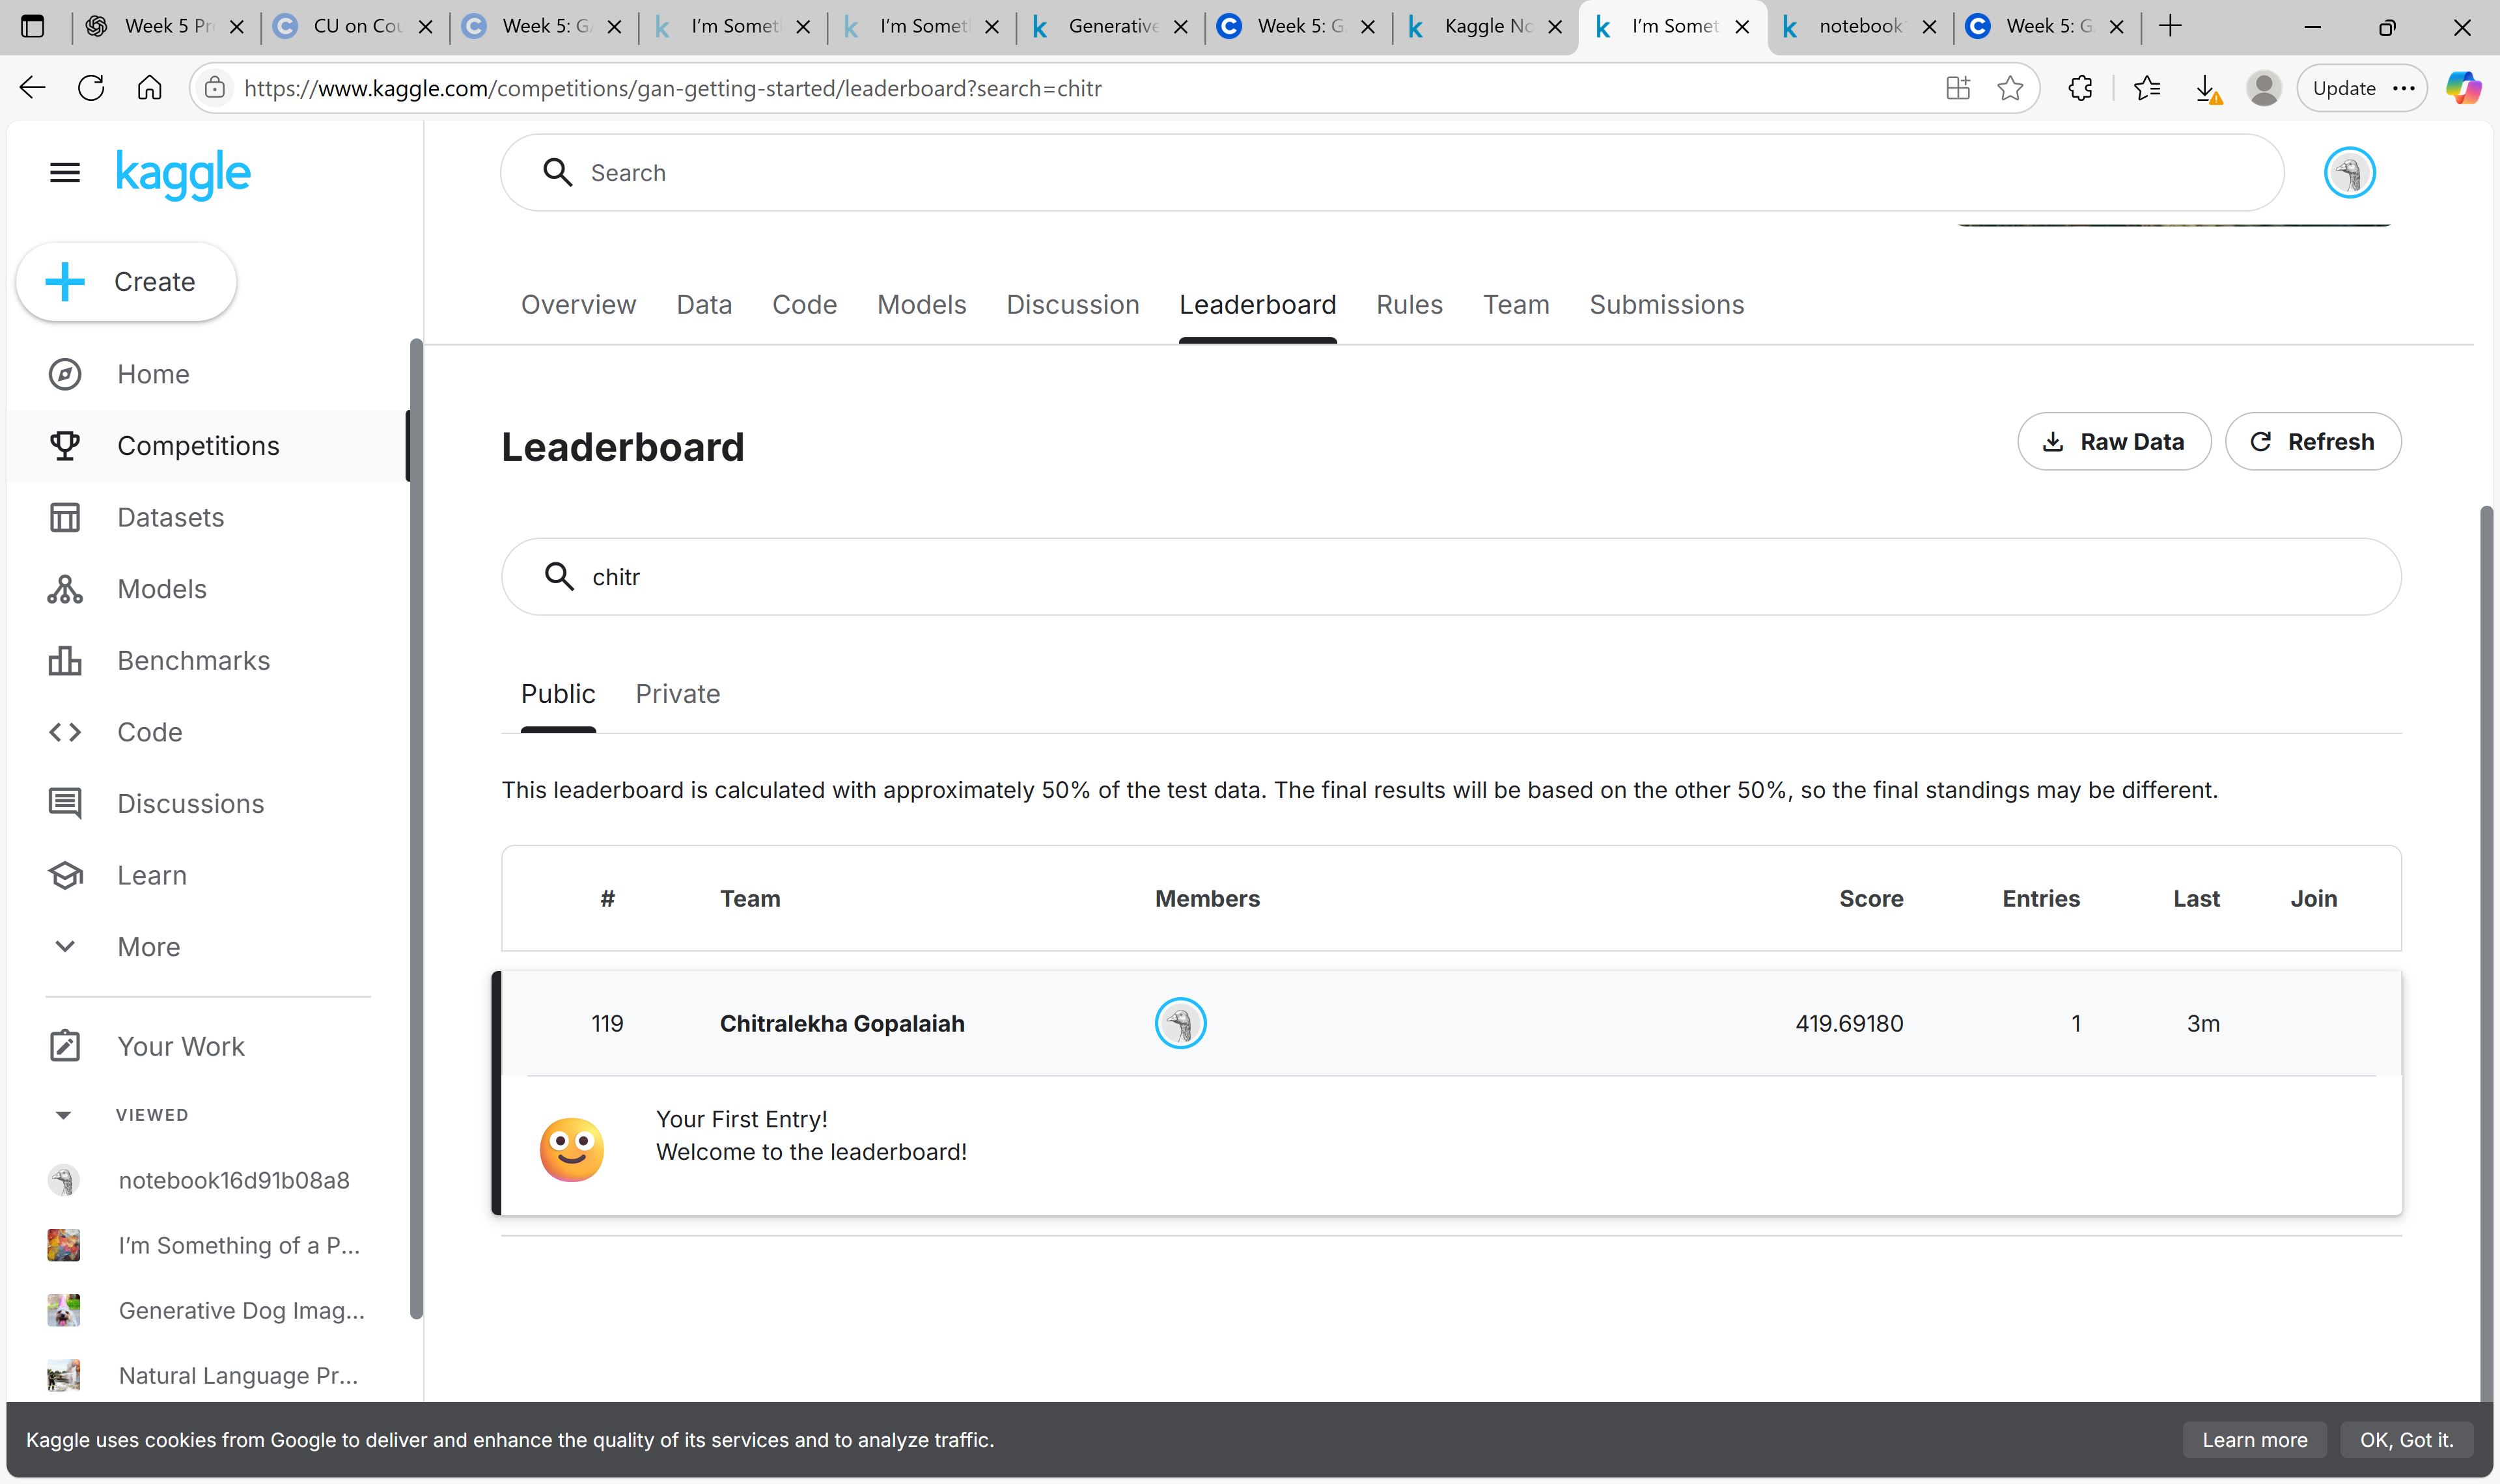 Week 5 Pr
CU on Cou
Week 5: GA
I'm Somet
I'm Somet
Generative
Week 5: G
Kaggle No
I'm Somet
notebook1
Week 5: G
https://www.kaggle.com/competitions/gan-getting-started/leaderboard?search=chitr
Update
kaggle
Search
Create
Home
Competitions
Datasets
Models
Benchmarks
Code
Discussions
Learn
More
Your Work
VIEWED
notebook16d91b08a8
I'm Something of a P...
Generative Dog Imag...
Natural Language Pr...
Overview Data Code Models Discussion Leaderboard Rules Team Submissions
Leaderboard
Raw Data Refresh
chitr
Public Private
This leaderboard is calculated with approximately 50% of the test data. The final results will be based on the other 50%, so the final standings may be different.
# Team Members Score Entries Last Join
119 Chitralekha Gopalaiah 419.69180 1 3m
Your First Entry!
Welcome to the leaderboard!
Kaggle uses cookies from Google to deliver and enhance the quality of its services and to analyze traffic.
Learn more OK, Got it.